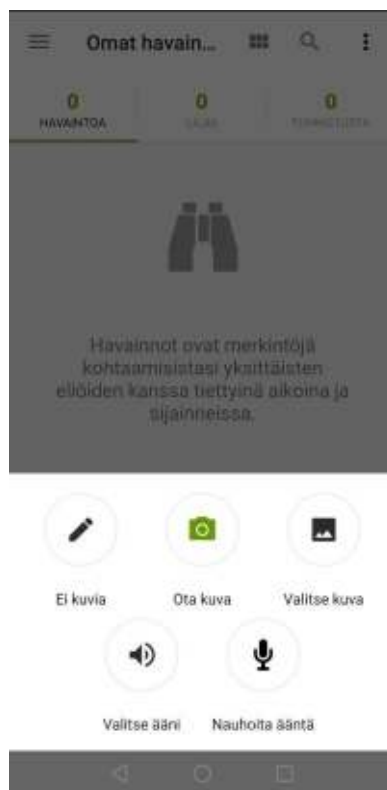 Omat havain...
0 0 0
HAVAINTOA LAJIA
Havainnot ovat merkintöjä
kohtaamisistasi yksittäisten
eliöiden kanssa tiettyinä aikoina ja
sijainneissa.
Ei kuvia Ota kuva Valitse kuva
Valitse ääni Nauhoita ääntä